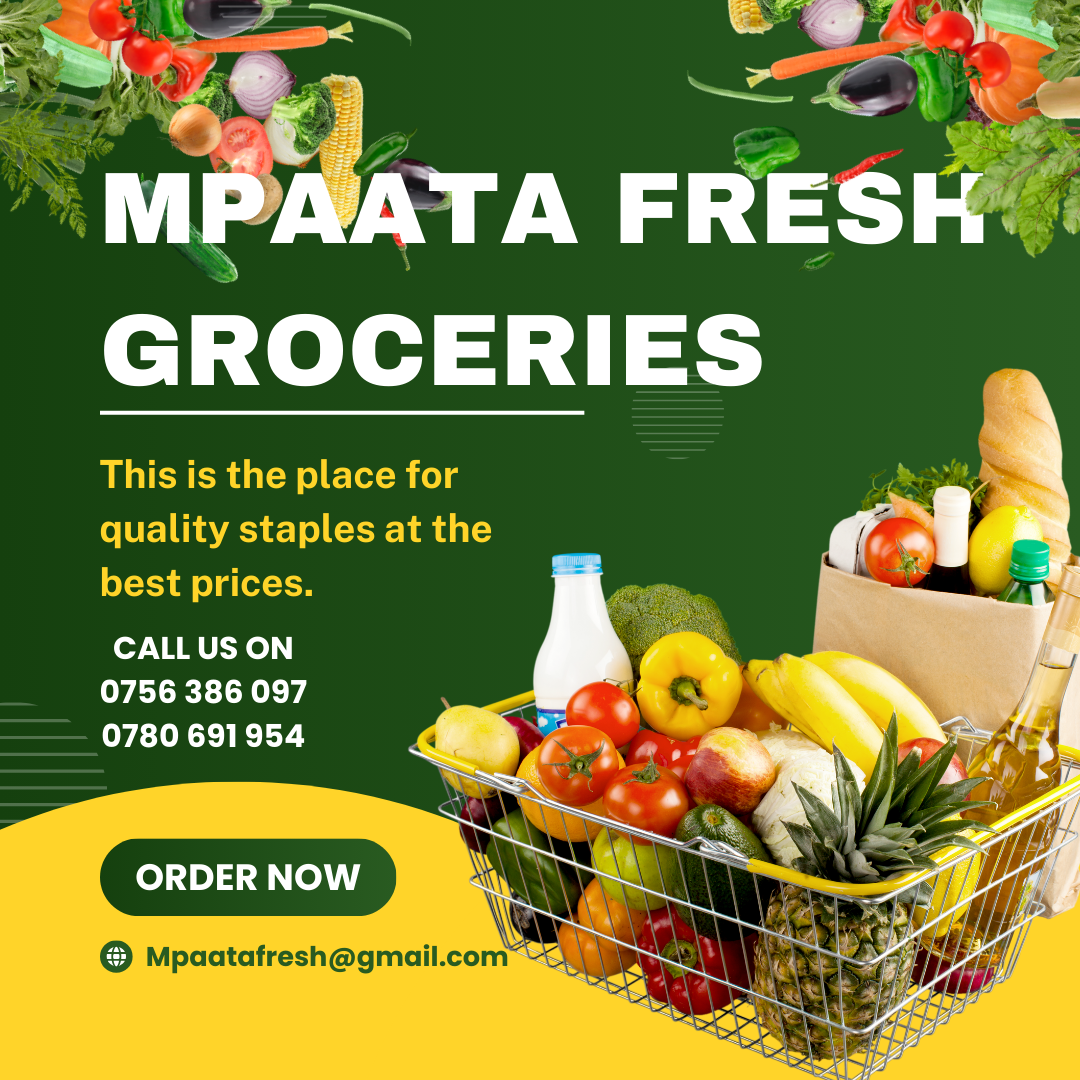 MPAATA FRESH
GROCERIES
This is the place for
quality staples at the
best prices.
CALL US ON
0756 386 097
0780 691 954
ORDER NOW
Mpaatafresh@gmail.com